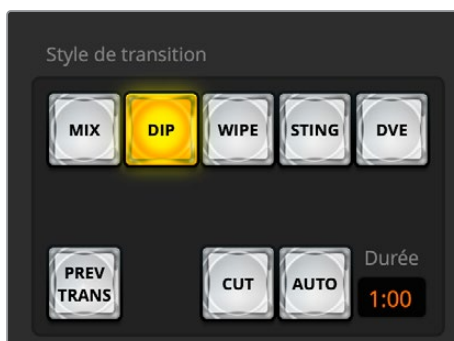 Style de transition
MIX DIP WIPE STING DVE
PREV
TRANS
CUT AUTO
Durée
1:00